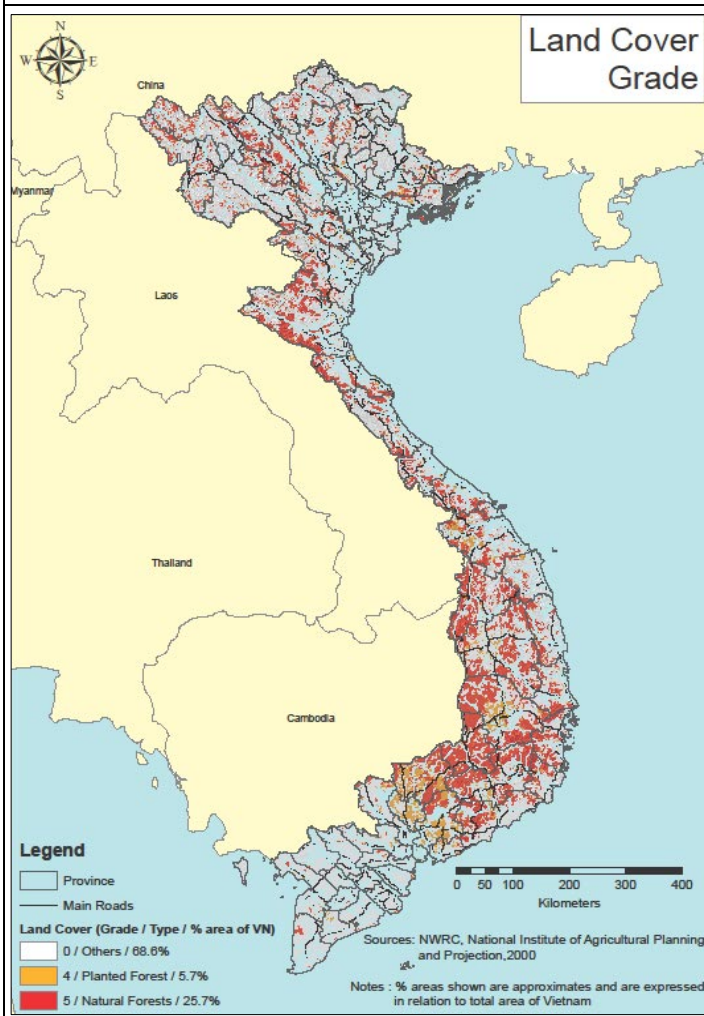 Land Cover
Grade
N
W E
S
China
Myanmar
Laos
Thailand
Cambodia
Legend
Province
Main Roads
Land Cover (Grade / Type / % area of VN)
0 / Others / 68.6%
4 / Planted Forest / 5.7%
5 / Natural Forests / 25.7%
0 50 100 200 300 400
Kilometers
Sources: NWRC, National Institute of Agricultural Planning
and Projection,2000
Notes : % areas shown are approximates and are expressed
in relation to total area of Vietnam